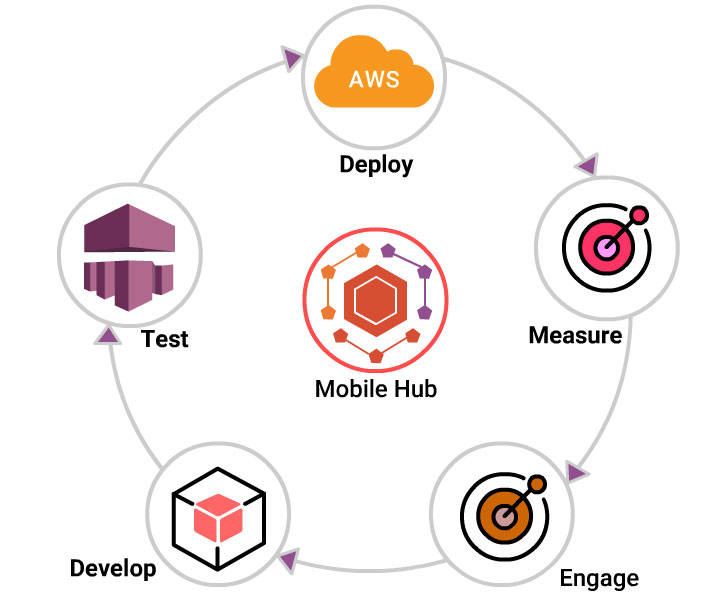 AWS
Deploy
Measure
Test
Mobile Hub
Develop
Engage